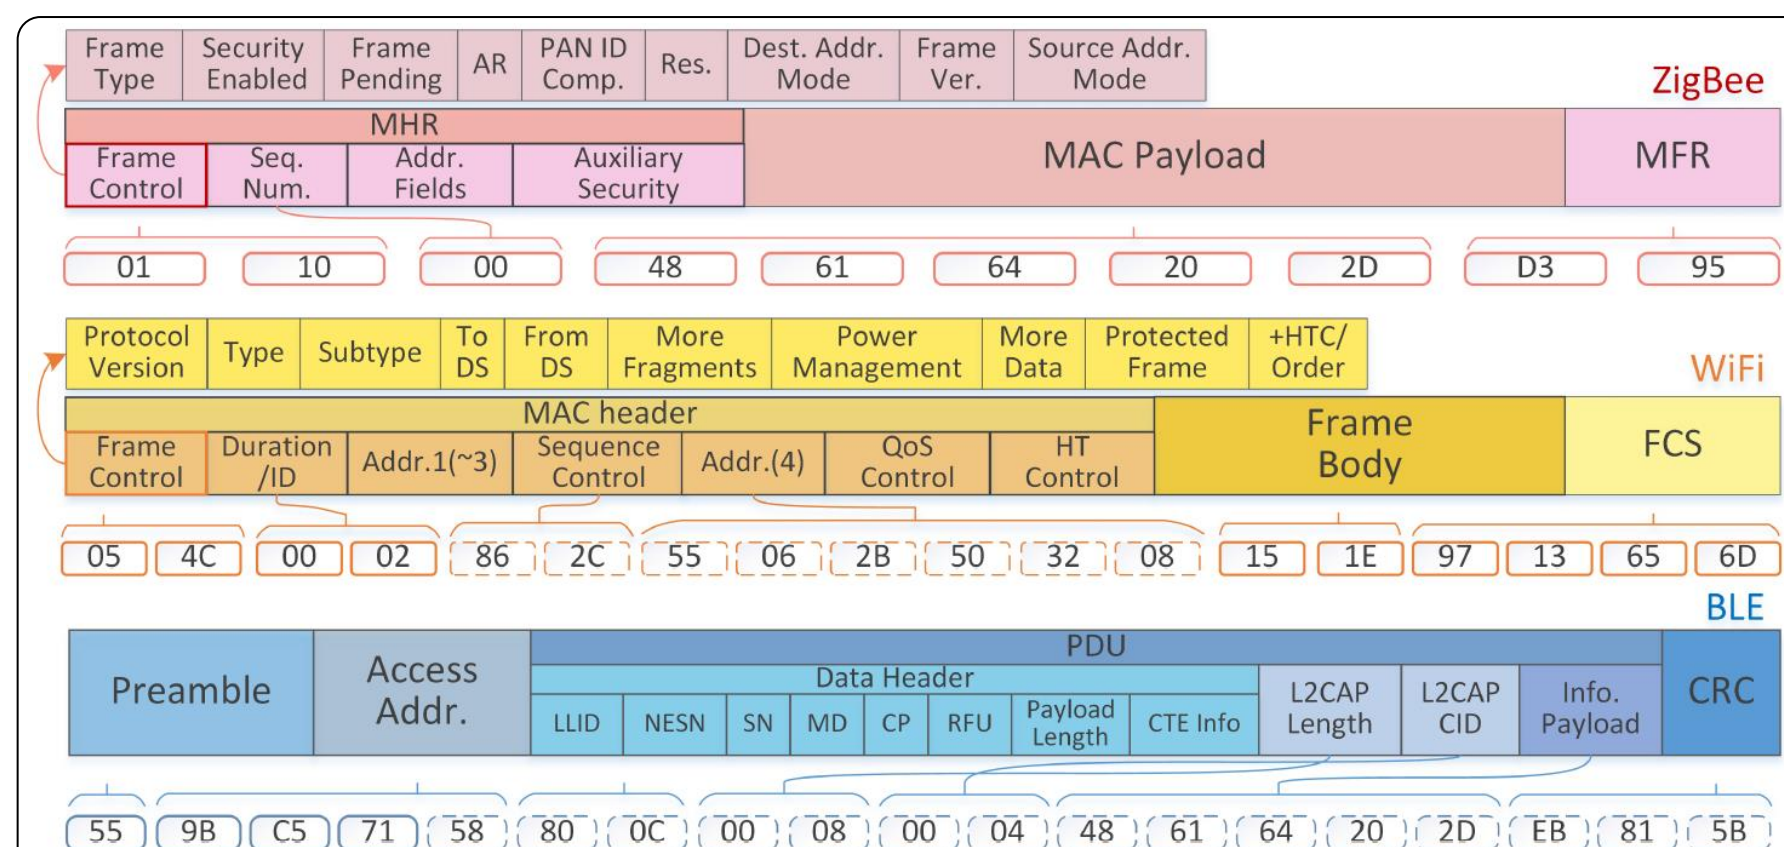 Frame Type Security Enabled Frame Pending AR PAN ID Comp. Res. Dest. Addr. Mode Frame Ver. Source Addr. Mode
ZigBee
MHR
Frame Control Seq. Num. Addr. Fields Auxiliary Security MAC Payload MFR
01 10 00 48 61 64 20 2D D3 95
Protocol Version Type Subtype To DS From DS More Fragments Power Management More Data Protected Frame +HTC/ Order
WiFi
MAC header
Frame Control Duration /ID Addr.1(~3) Sequence Control Addr.(4) QoS Control HT Control Frame Body FCS
05 4C 00 02 86 2C 55 06 2B 50 32 08 15 1E 97 13 65 6D
BLE
PDU
Preamble Access Addr. Data Header
LLID NESN SN MD CP RFU Payload Length CTE Info L2CAP Length L2CAP CID Info. Payload CRC
55 9B C5 71 58 80 0C 00 08 00 04 48 61 64 20 2D EB 81 5B